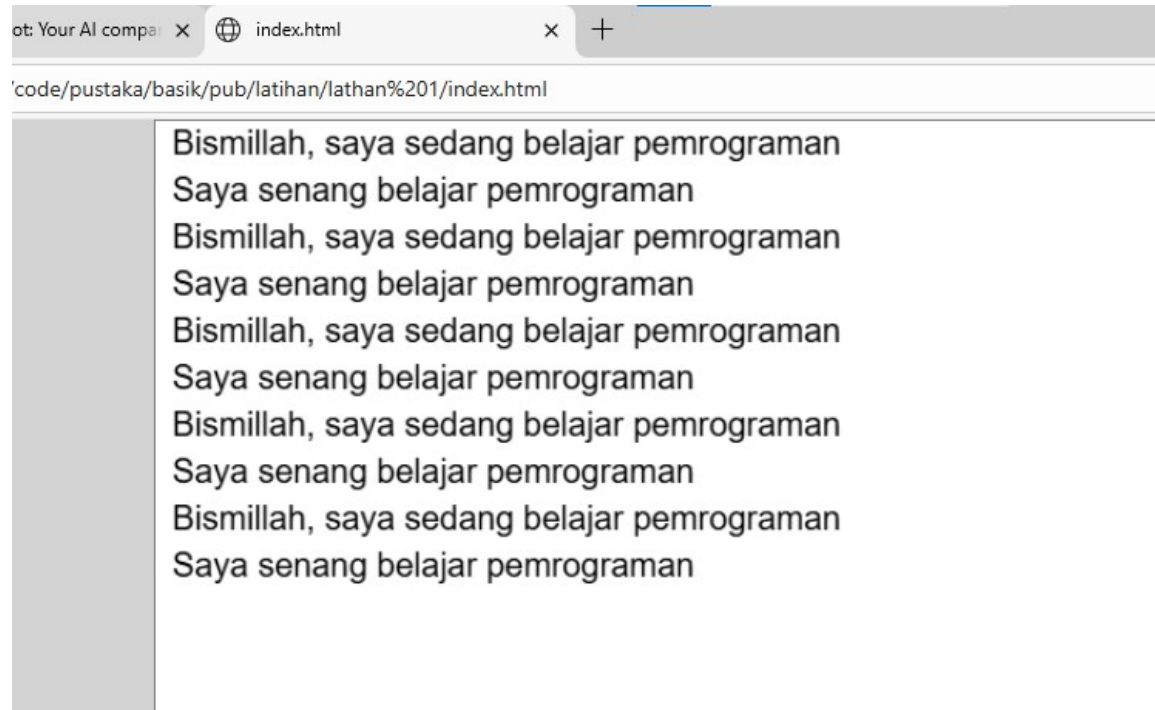 ot: Your AI compa
index.html
/code/pustaka/basik/pub/latihan/lathan%201/index.html
Bismillah, saya sedang belajar pemrograman
Saya senang belajar pemrograman
Bismillah, saya sedang belajar pemrograman
Saya senang belajar pemrograman
Bismillah, saya sedang belajar pemrograman
Saya senang belajar pemrograman
Bismillah, saya sedang belajar pemrograman
Saya senang belajar pemrograman
Bismillah, saya sedang belajar pemrograman
Saya senang belajar pemrograman